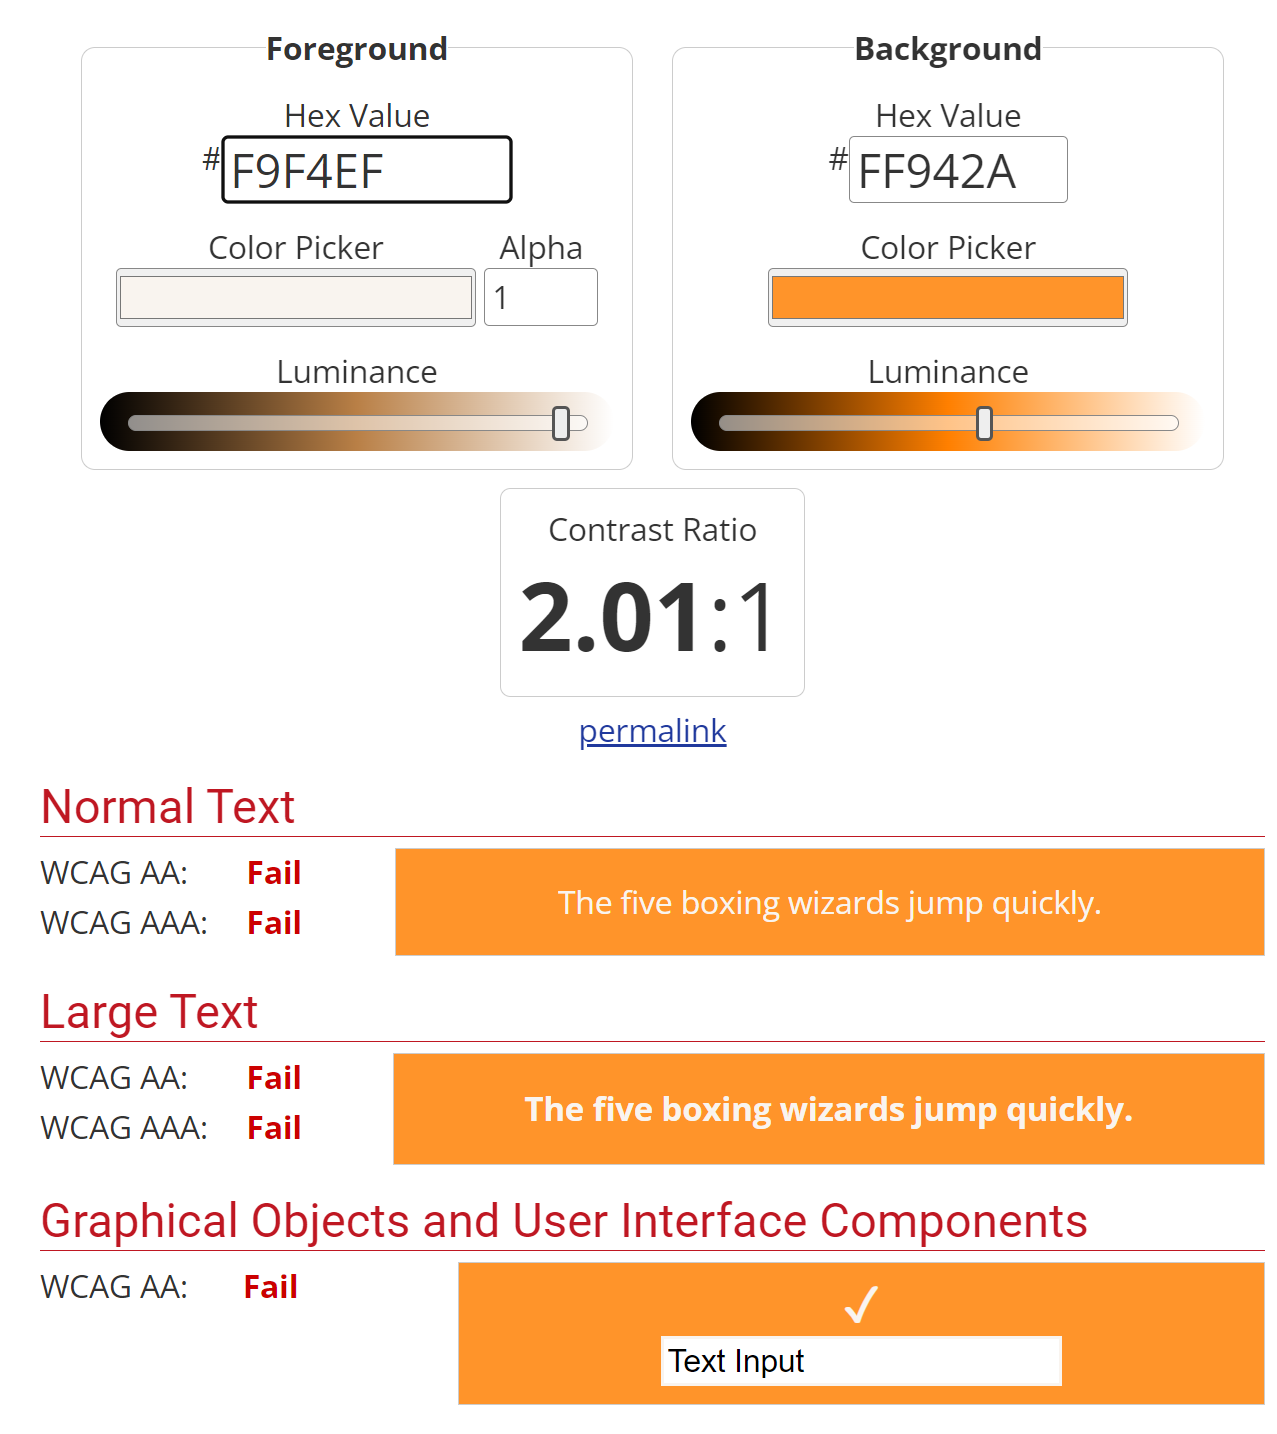 Foreground
Hex Value
#F9F4EF
Color Picker
Alpha
1
Luminance
Background
Hex Value
#FF942A
Color Picker
Luminance
Contrast Ratio
2.01:1
permalink
Normal Text
WCAG AA: Fail
WCAG AAA: Fail
The five boxing wizards jump quickly.
Large Text
WCAG AA: Fail
WCAG AAA: Fail
The five boxing wizards jump quickly.
Graphical Objects and User Interface Components
WCAG AA: Fail
✓
Text Input